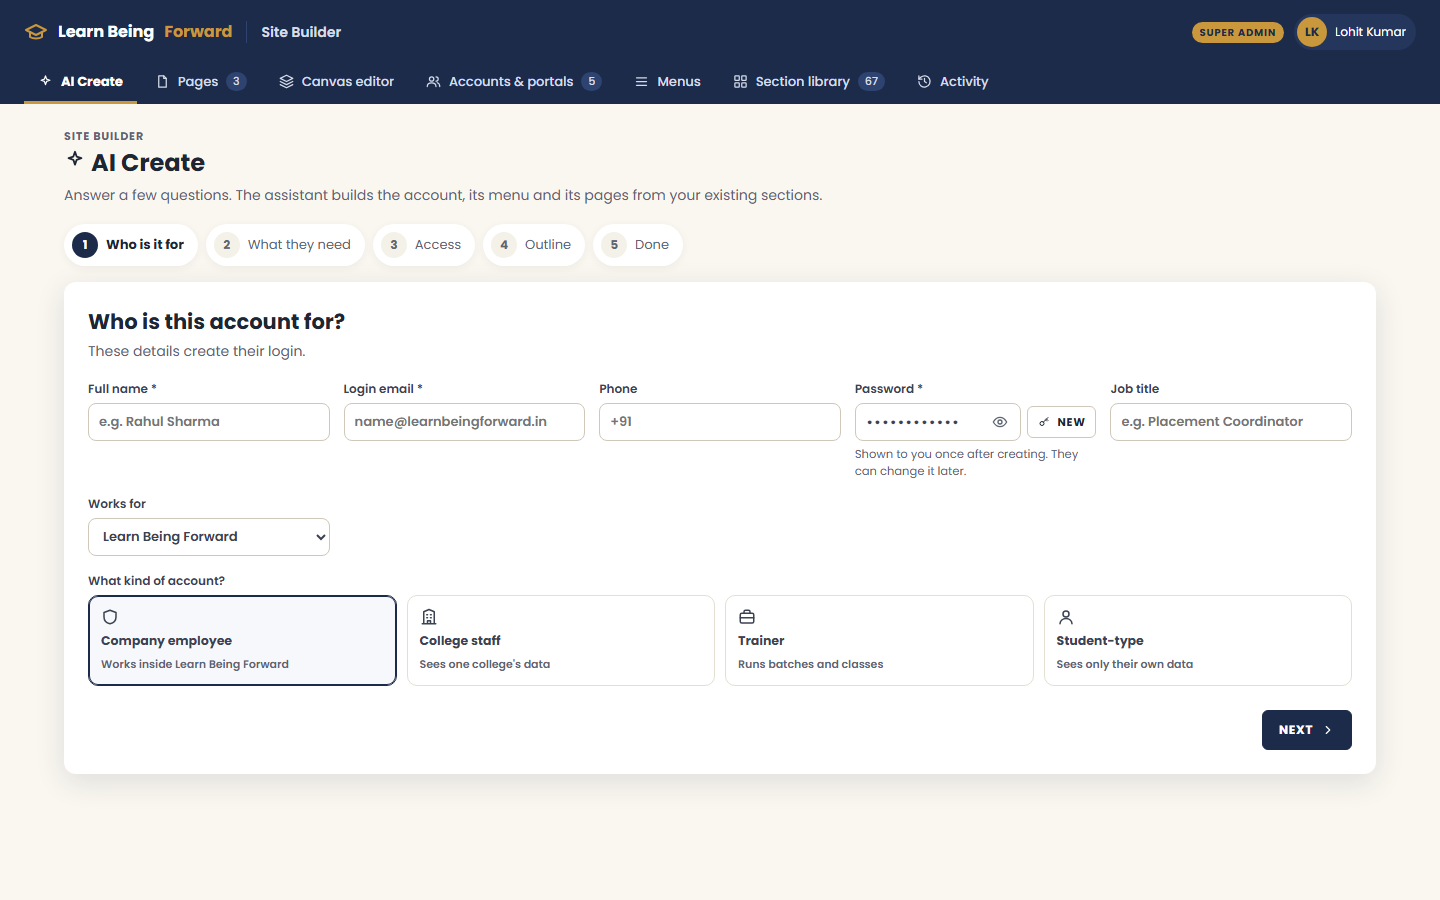 Learn Being Forward Site Builder SUPER ADMIN LK Lohit Kumar
AI Create Pages 3 Canvas editor Accounts & portals 5 Menus Section library 67 Activity
SITE BUILDER
AI Create
Answer a few questions. The assistant builds the account, its menu and its pages from your existing sections.
1 Who is it for 2 What they need 3 Access 4 Outline 5 Done
Who is this account for?
These details create their login.
Full name * Login email * Phone Password * Job title
e.g. Rahul Sharma name@learnbeingforward.in +91 •••••••••••• NEW e.g. Placement Coordinator
Shown to you once after creating. They
can change it later.
Works for
Learn Being Forward
What kind of account?
Company employee College staff Trainer Student-type
Works inside Learn Being Forward Sees one college's data Runs batches and classes Sees only their own data
NEXT